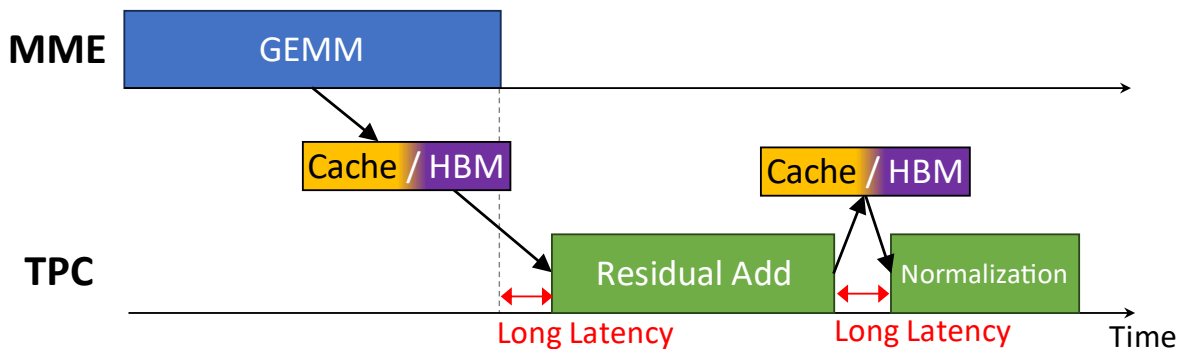 MME
GEMM
Cache / HBM
Cache / HBM
TPC
Residual Add
Normalization
Long Latency
Long Latency
Time